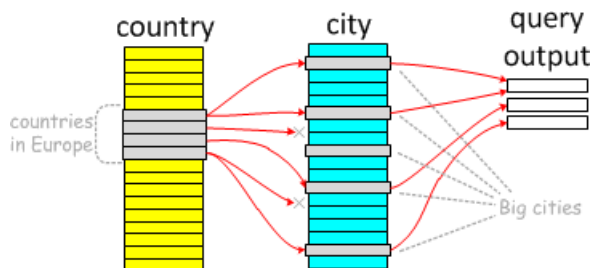 country
city
query
output
countries
in Europe
Big cities